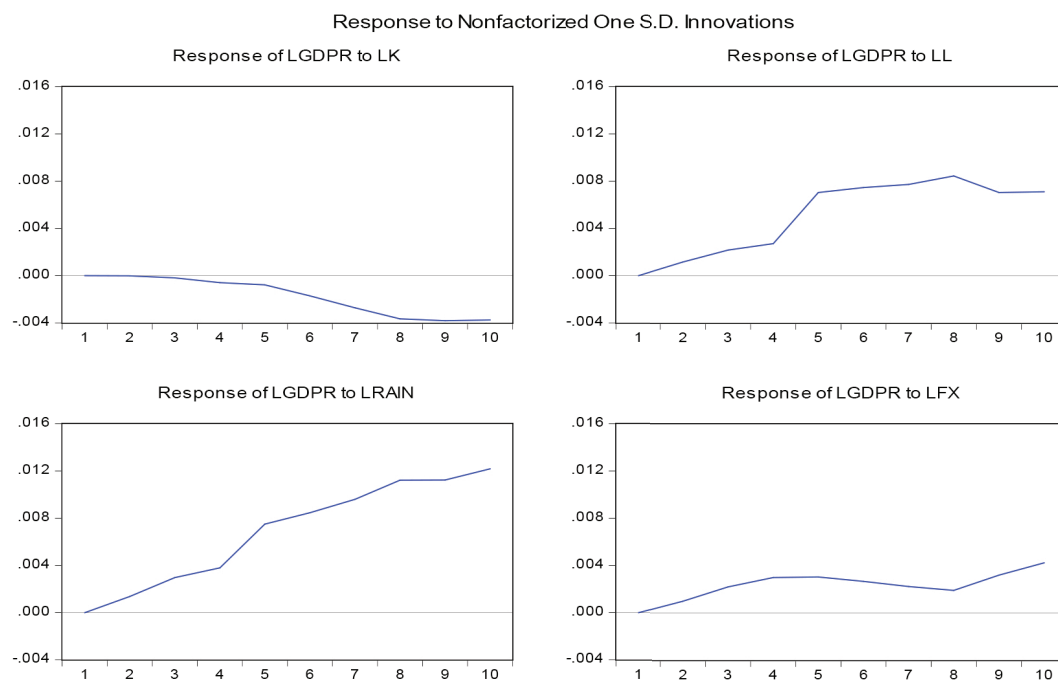 Response to Nonfactorized One S.D. Innovations
Response of LGDPR to LK
.016
.012
.008
.004
.000
-.004
1 2 3 4 5 6 7 8 9 10
Response of LGDPR to LL
.016
.012
.008
.004
.000
-.004
1 2 3 4 5 6 7 8 9 10
Response of LGDPR to LRAIN
.016
.012
.008
.004
.000
-.004
1 2 3 4 5 6 7 8 9 10
Response of LGDPR to LFX
.016
.012
.008
.004
.000
-.004
1 2 3 4 5 6 7 8 9 10